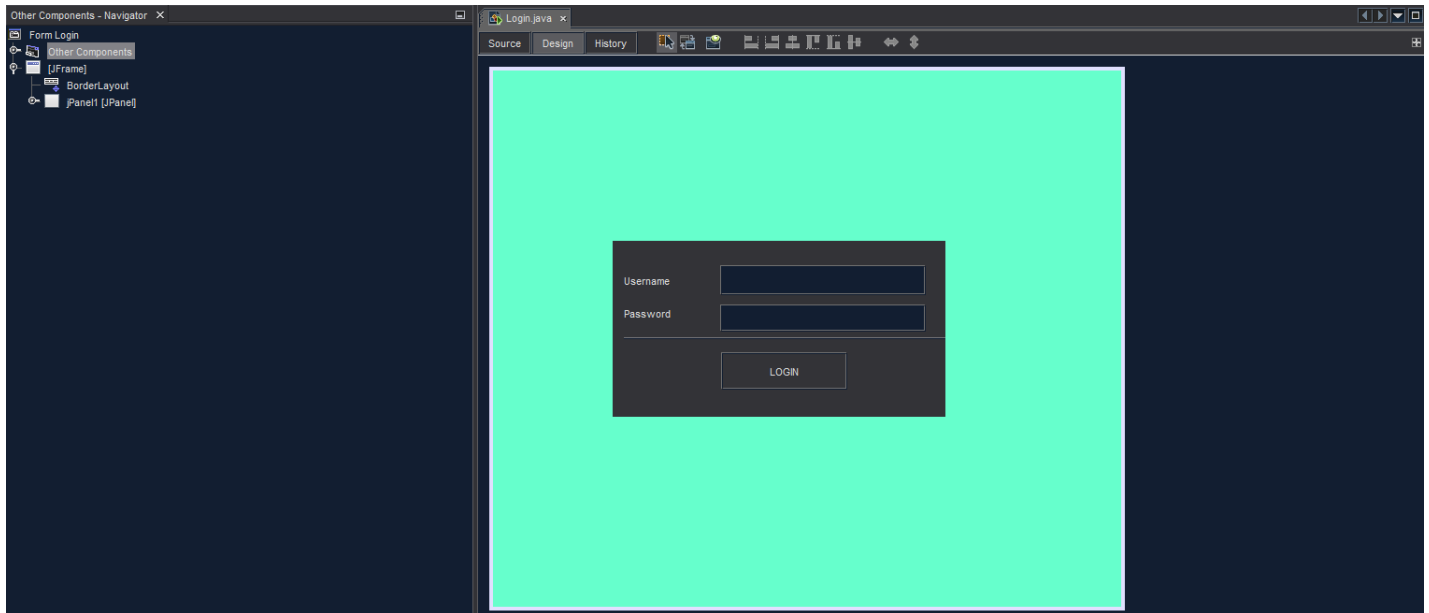 Other Components - Navigator
Form Login
Other Components
[JFrame]
BorderLayout
jPanel1 [JPanel]
Login.java
Source Design History
Username
Password
LOGIN